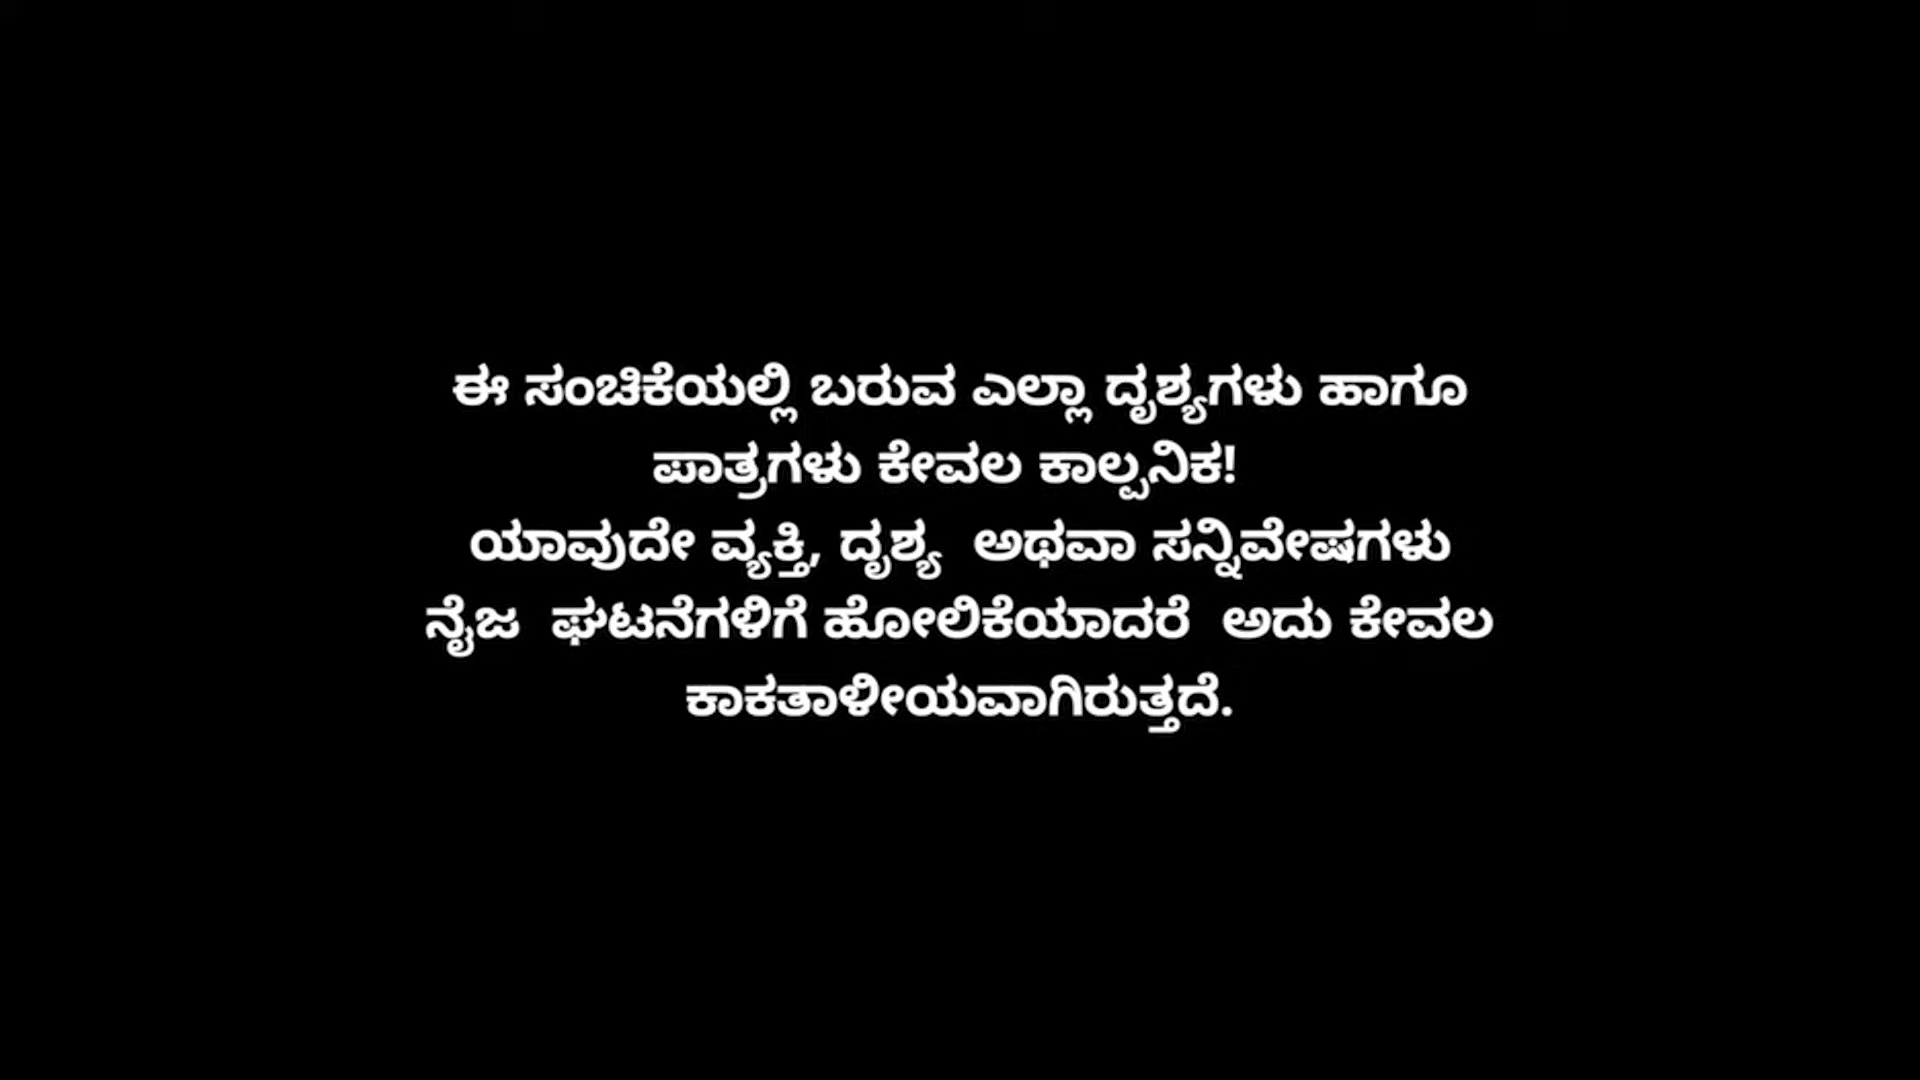 ಈ ಸಂಚಿಕೆಯಲ್ಲಿ ಬರುವ ಎಲ್ಲಾ ದೃಶ್ಯಗಳು ಹಾಗೂ
ಪಾತ್ರಗಳು ಕೇವಲ ಕಾಲ್ಪನಿಕ!
ಯಾವುದೇ ವ್ಯಕ್ತಿ, ದೃಶ್ಯ ಅಥವಾ ಸನ್ನಿವೇಷಗಳು
ನೈಜ ಘಟನೆಗಳಿಗೆ ಹೋಲಿಕೆಯಾದರೆ ಅದು ಕೇವಲ
ಕಾಕತಾಳೀಯವಾಗಿರುತ್ತದೆ.